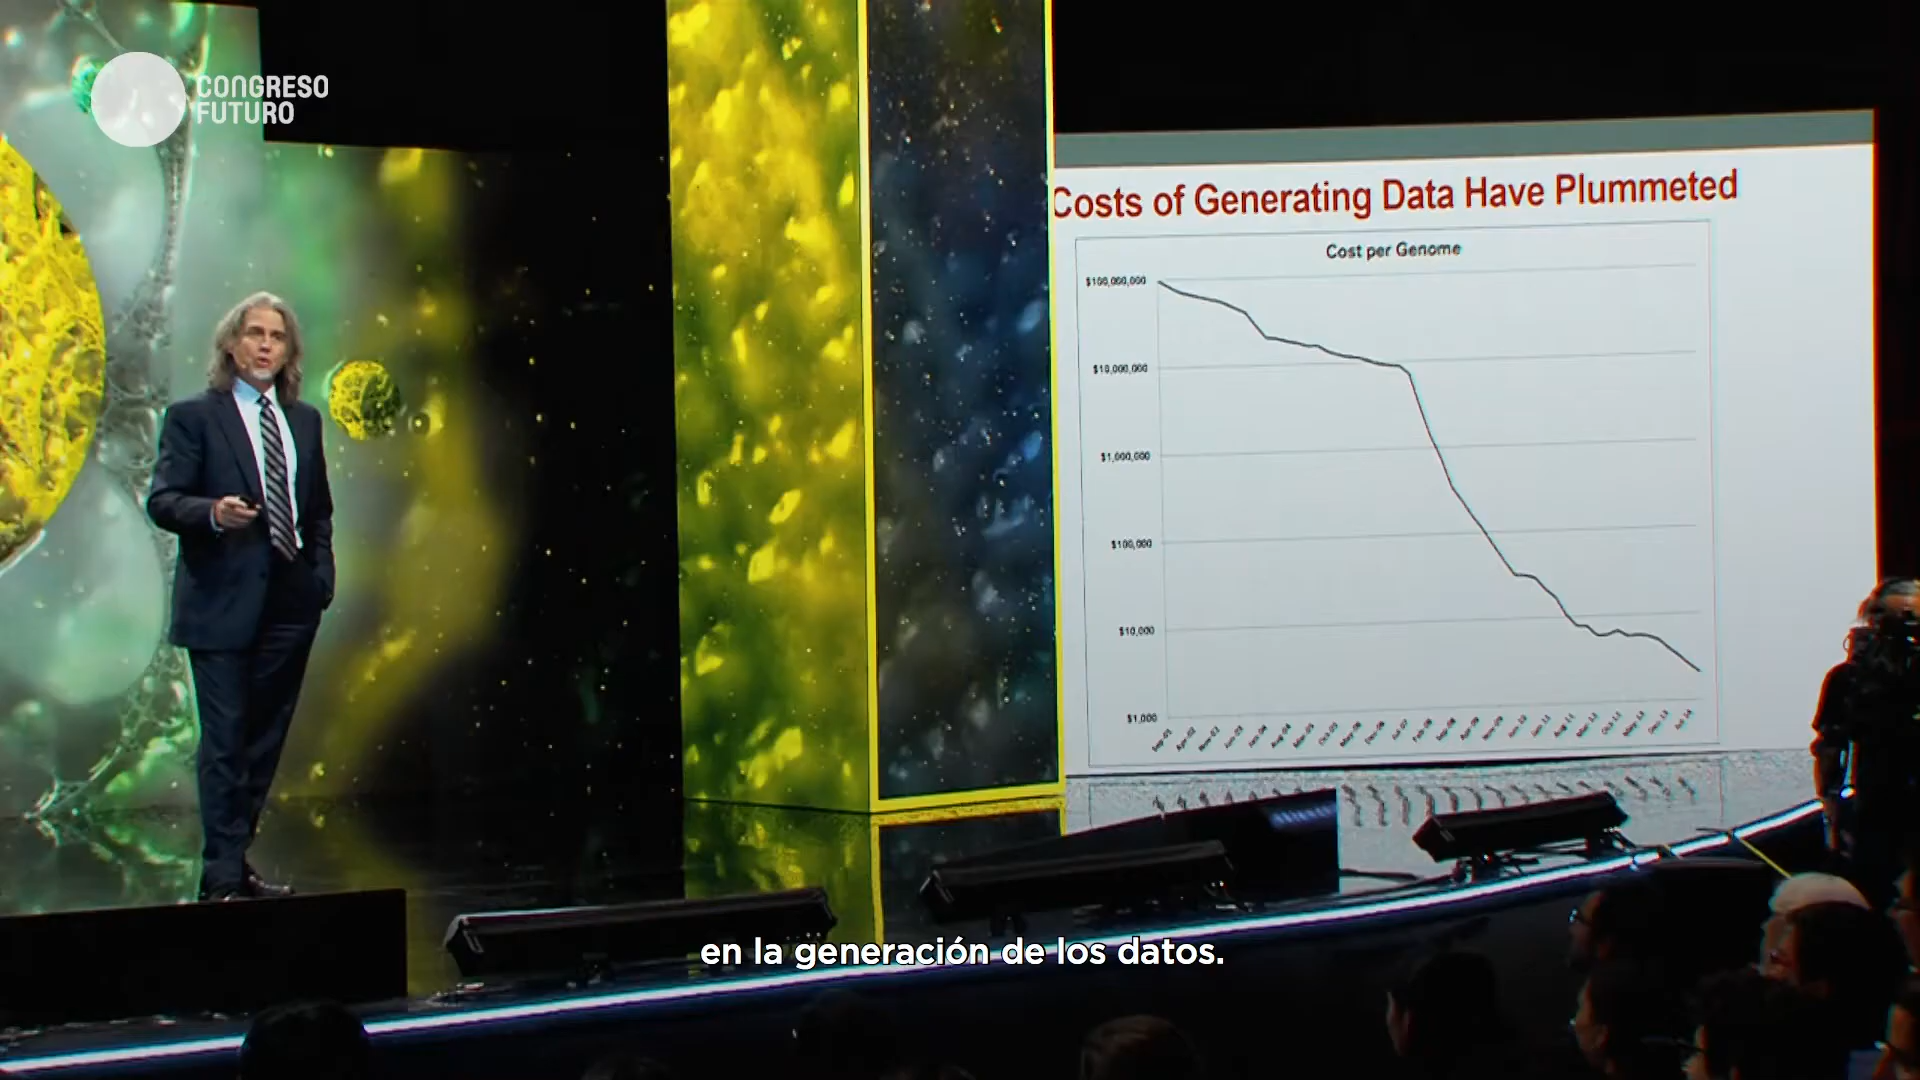 CONGRESO
FUTURO
Costs of Generating Data Have Plummeted
Cost per Genome
$100,000,000
$10,000,000
$1,000,000
$100,000
$10,000
$1,000
en la generación de los datos.